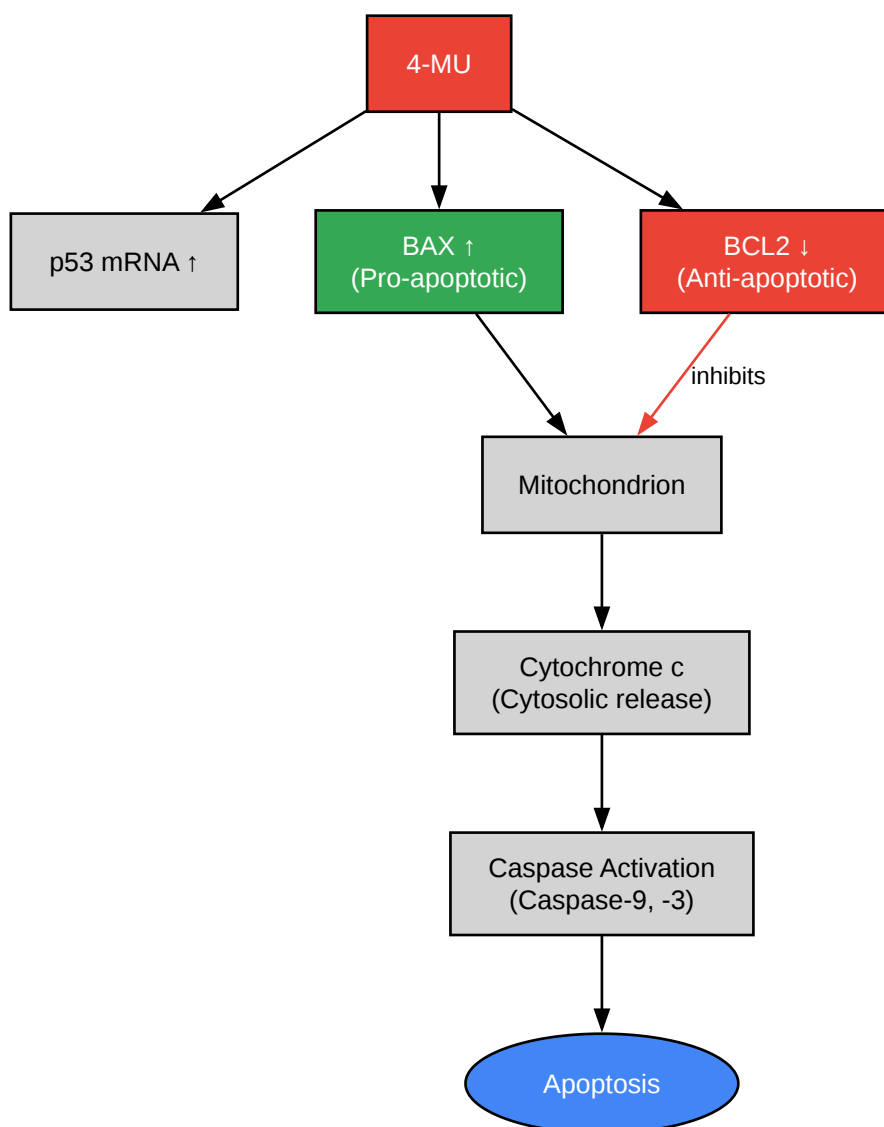 4-MU
p53 mRNA ↑
BAX ↑
(Pro-apoptotic)
BCL2 ↓
(Anti-apoptotic)
inhibits
Mitochondrion
Cytochrome c
(Cytosolic release)
Caspase Activation
(Caspase-9, -3)
Apoptosis